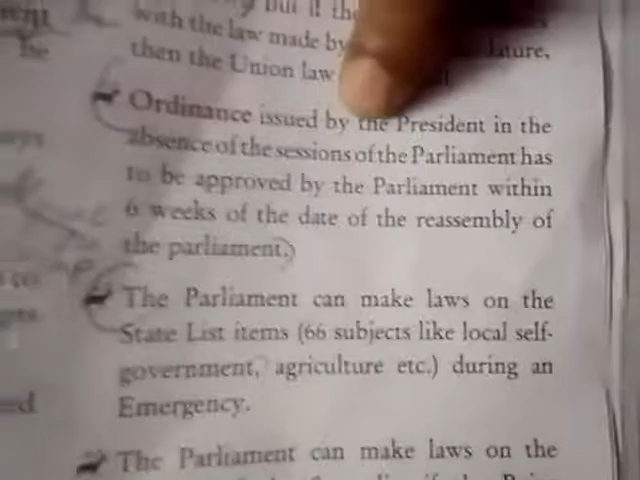 but if the
with the law made by
then the Union law
Ordinance issued by the President in the
absence of the sessions of the Parliament has
to be approved by the Parliament within
6 weeks of the date of the reassembly of
the parliament.
The Parliament can make laws on the
State List items (66 subjects like local self-
government, agriculture etc.) during an
Emergency.
The Parliament can make laws on the